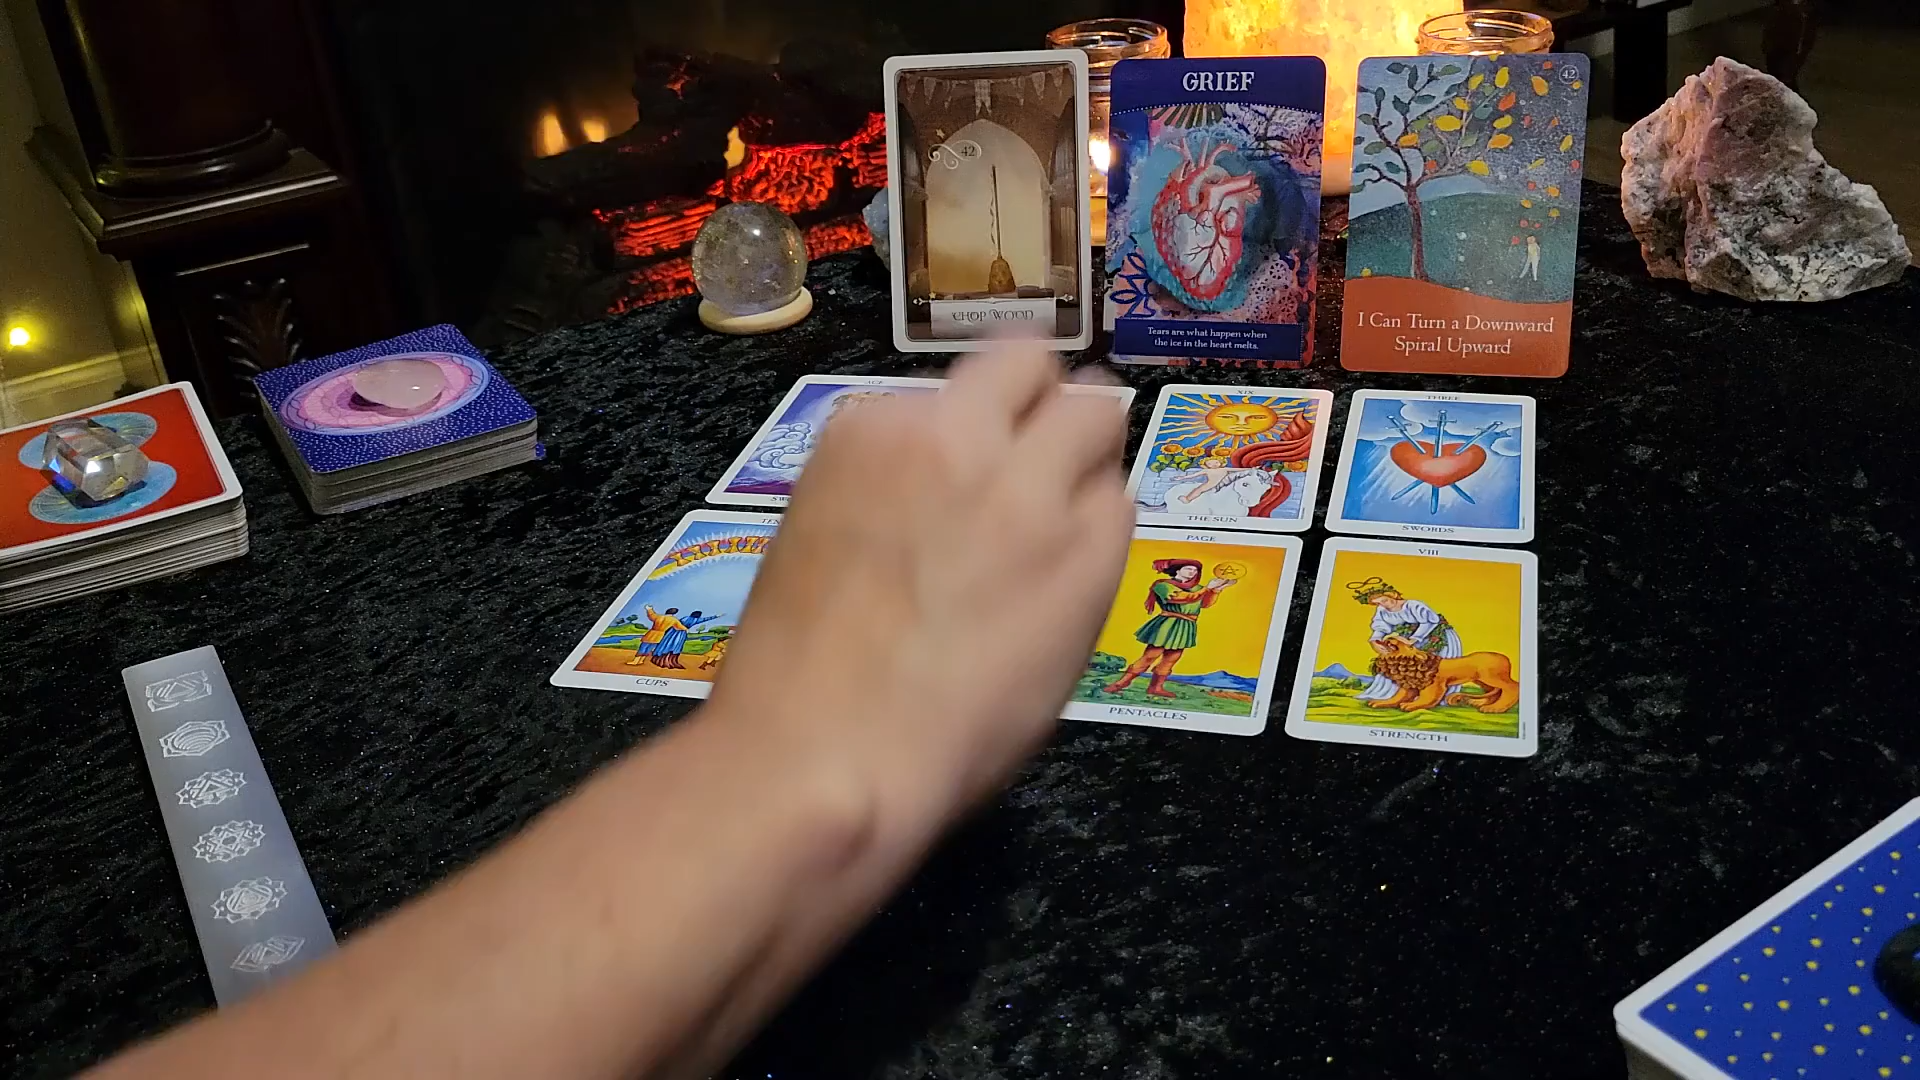 42
CHOP WOOD
GRIEF
Tears are what happen when
the ice in the heart melts.
42
I Can Turn a Downward
Spiral Upward
ACE
XIX
THE SUN
THREE
SWORDS
CUPS
PAGE
PENTACLES
VIII
STRENGTH